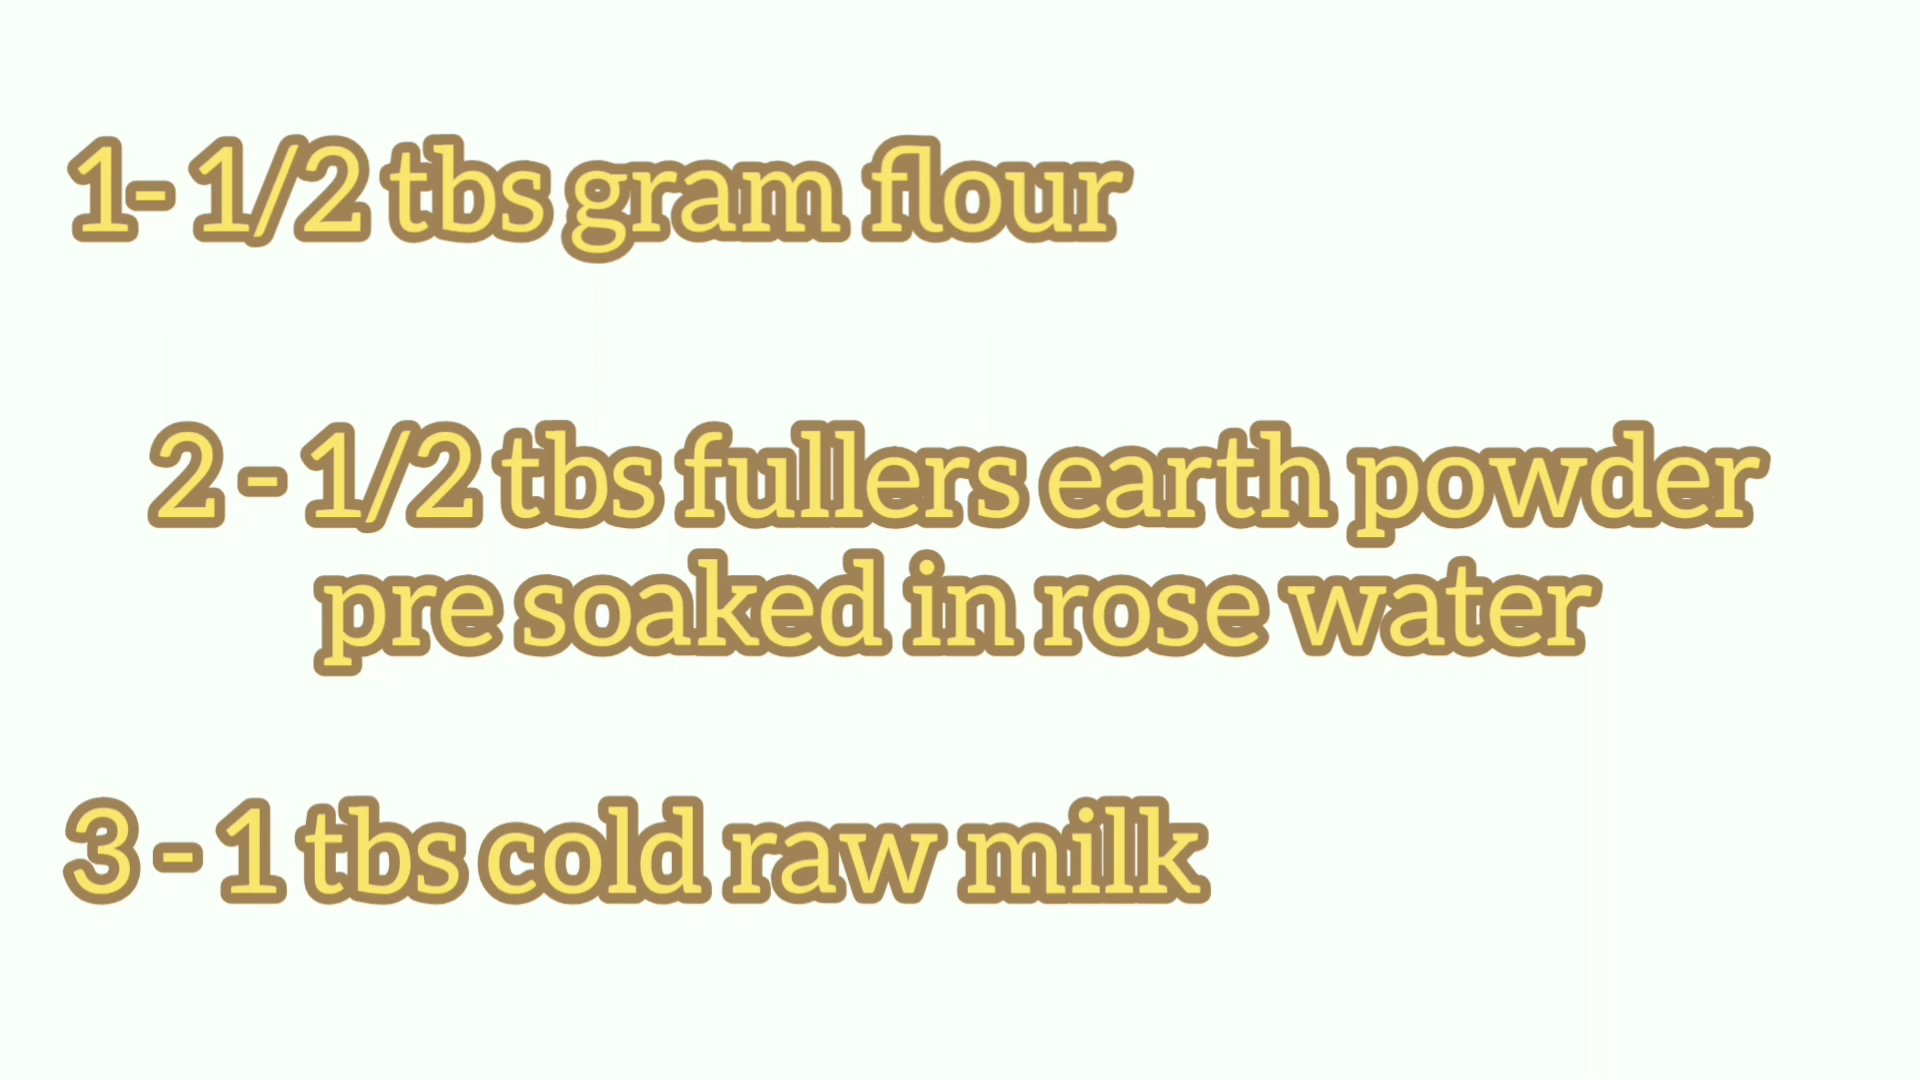 1- 1/2 tbs gram flour
2 - 1/2 tbs fullers earth powder
pre soaked in rose water
3 - 1 tbs cold raw milk